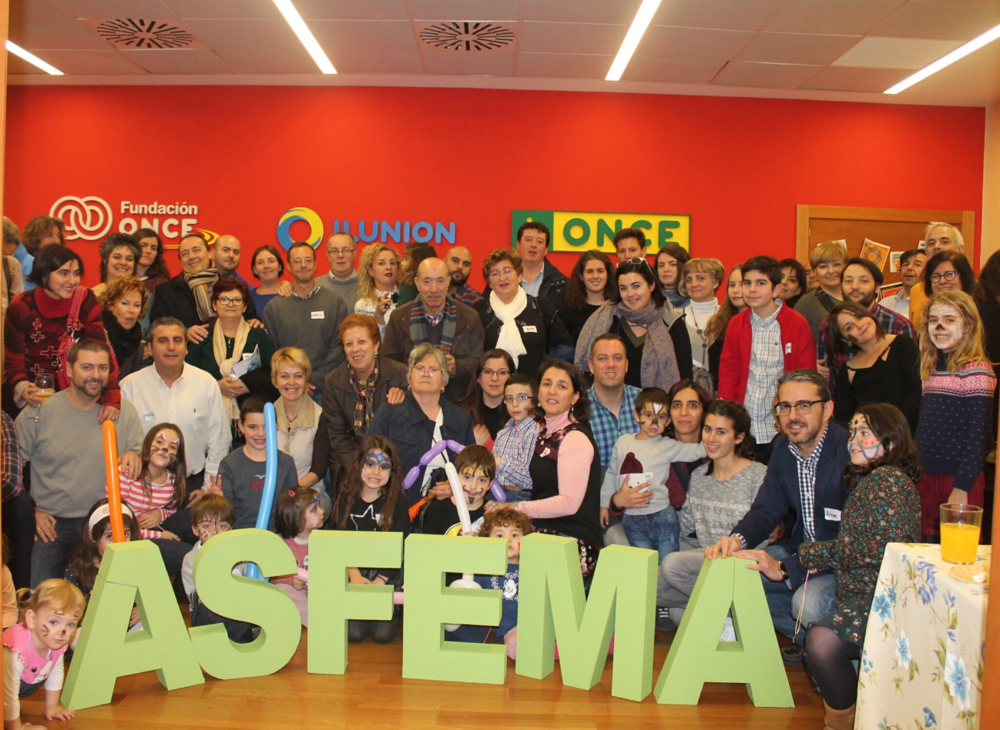 Fundación
ONCE
ILUNION
ONCE
ASFEMA